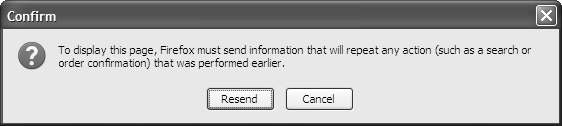 Confirm
To display this page, Firefox must send information that will repeat any action (such as a search or
order confirmation) that was performed earlier.
Resend
Cancel